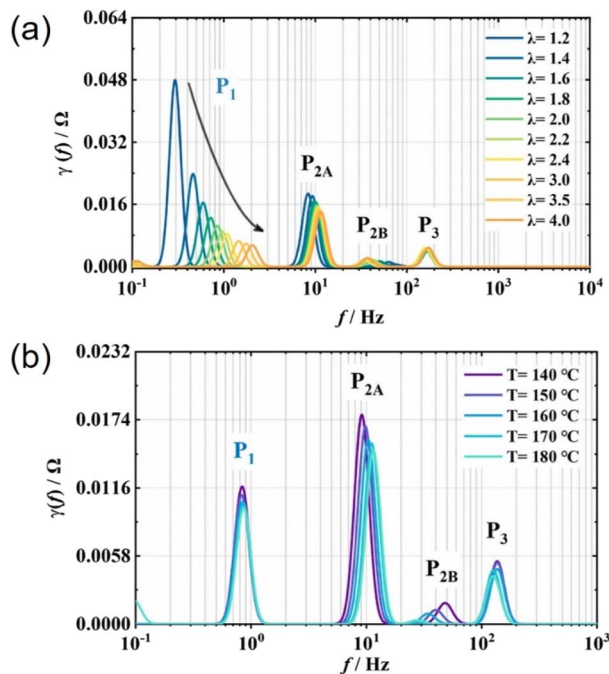 (a)
0.064
0.048
0.032
0.016
0.000
γ(f) / Ω
P1
P2A
P2B
P3
λ= 1.2
λ= 1.4
λ= 1.6
λ= 1.8
λ= 2.0
λ= 2.2
λ= 2.4
λ= 3.0
λ= 3.5
λ= 4.0
10-1 100 101 102 103 104
f / Hz
(b)
0.0232
0.0174
0.0116
0.0058
0.0000
γ(f) / Ω
P1
P2A
P2B
P3
T= 140 °C
T= 150 °C
T= 160 °C
T= 170 °C
T= 180 °C
10-1 100 101 102 103
f / Hz